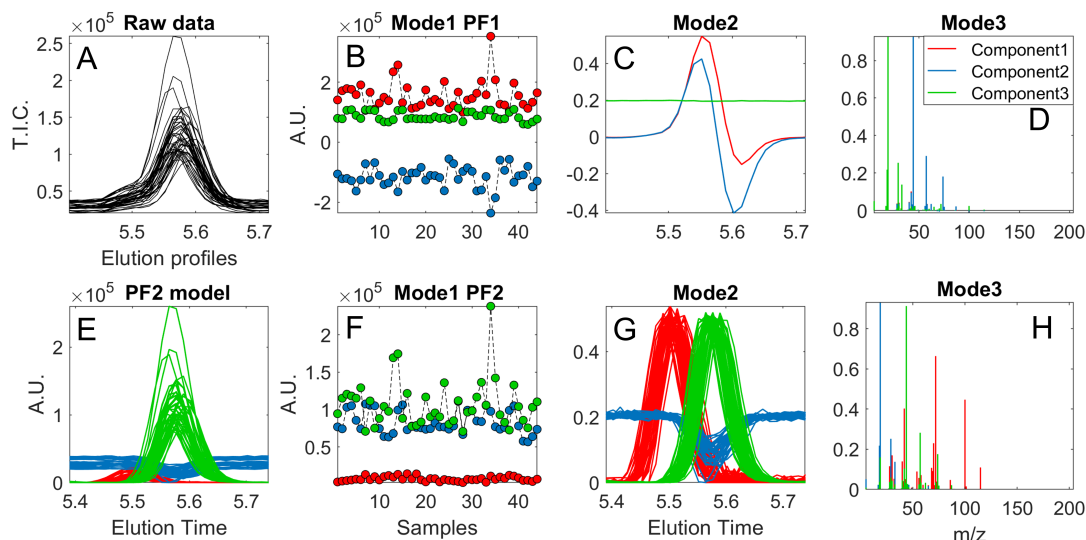 ×10⁵ Raw data
A
T.I.C.
2.5
2
1.5
1
0.5
5.5 5.6 5.7
Elution profiles
×10⁵ Mode1 PF1
B
A.U.
2
0
-2
10 20 30 40
Mode2
C
0.4
0.2
0
-0.2
-0.4
5.5 5.6 5.7
Mode3
Component1
Component2
Component3
D
0.8
0.6
0.4
0.2
0
50 100 150 200
×10⁵ PF2 model
E
A.U.
2
1
0
5.4 5.5 5.6 5.7
Elution Time
×10⁵ Mode1 PF2
F
A.U.
2
1.5
1
0.5
10 20 30 40
Samples
Mode2
G
0.4
0.2
0
5.4 5.5 5.6 5.7
Elution Time
Mode3
H
0.8
0.6
0.4
0.2
0
50 100 150 200
m/z